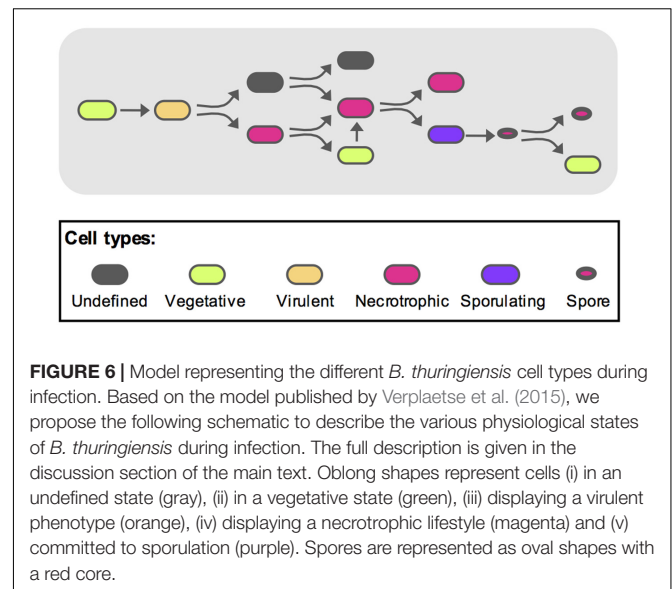 Cell types:
Undefined Vegetative Virulent Necrotrophic Sporulating Spore
FIGURE 6 | Model representing the different B. thuringiensis cell types during
infection. Based on the model published by Verplaetse et al. (2015), we
propose the following schematic to describe the various physiological states
of B. thuringiensis during infection. The full description is given in the
discussion section of the main text. Oblong shapes represent cells (i) in an
undefined state (gray), (ii) in a vegetative state (green), (iii) displaying a virulent
phenotype (orange), (iv) displaying a necrotrophic lifestyle (magenta) and (v)
committed to sporulation (purple). Spores are represented as oval shapes with
a red core.